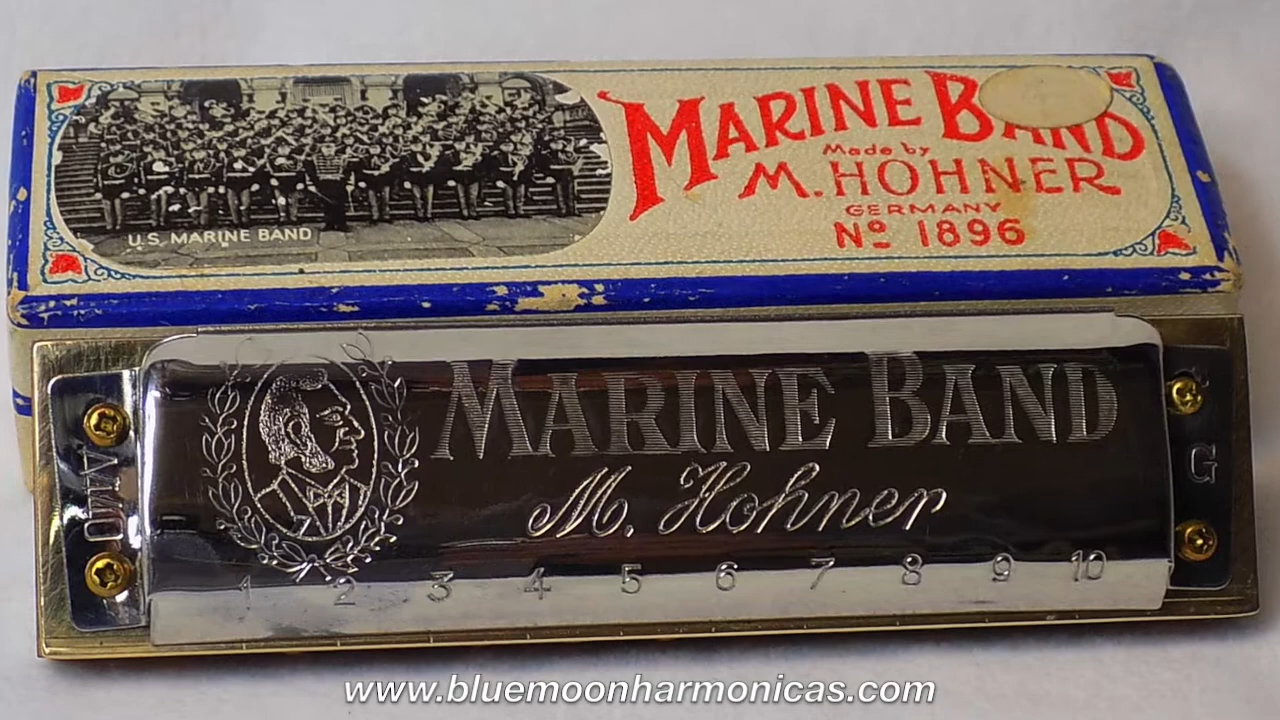 MARINE BAND
Made by
M. HOHNER
GERMANY
Nº 1896
U.S. MARINE BAND
MARINE BAND
M. Hohner
G
1 2 3 4 5 6 7 8 9 10
www.bluemoonharmonicas.com